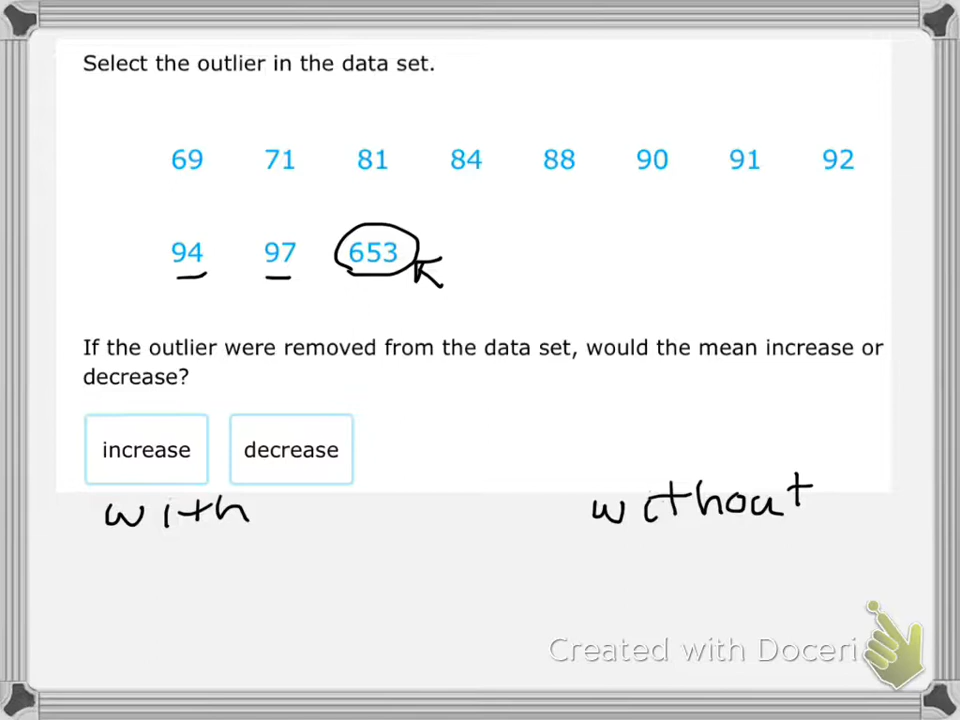 Select the outlier in the data set.
69 71 81 84 88 90 91 92
94 97 653
If the outlier were removed from the data set, would the mean increase or
decrease?
increase decrease
with without
Created with Doceri